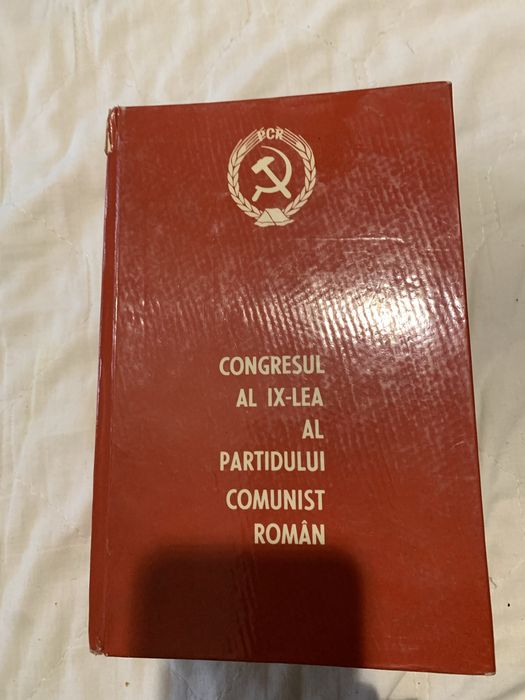 PCR
CONGRESUL
AL IX-LEA
AL
PARTIDULUI
COMUNIST
ROMÂN